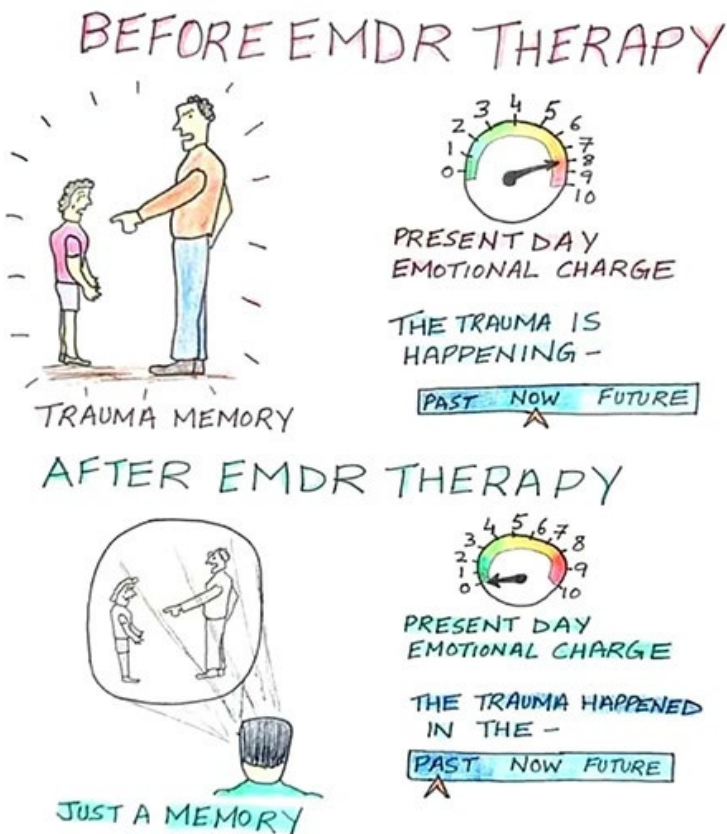 BEFORE EMDR THERAPY
0 1 2 3 4 5 6 7 8 9 10
PRESENT DAY
EMOTIONAL CHARGE
THE TRAUMA IS
HAPPENING -
PAST NOW FUTURE
TRAUMA MEMORY
AFTER EMDR THERAPY
0 1 2 3 4 5 6 7 8 9 10
PRESENT DAY
EMOTIONAL CHARGE
THE TRAUMA HAPPENED
IN THE -
PAST NOW FUTURE
JUST A MEMORY